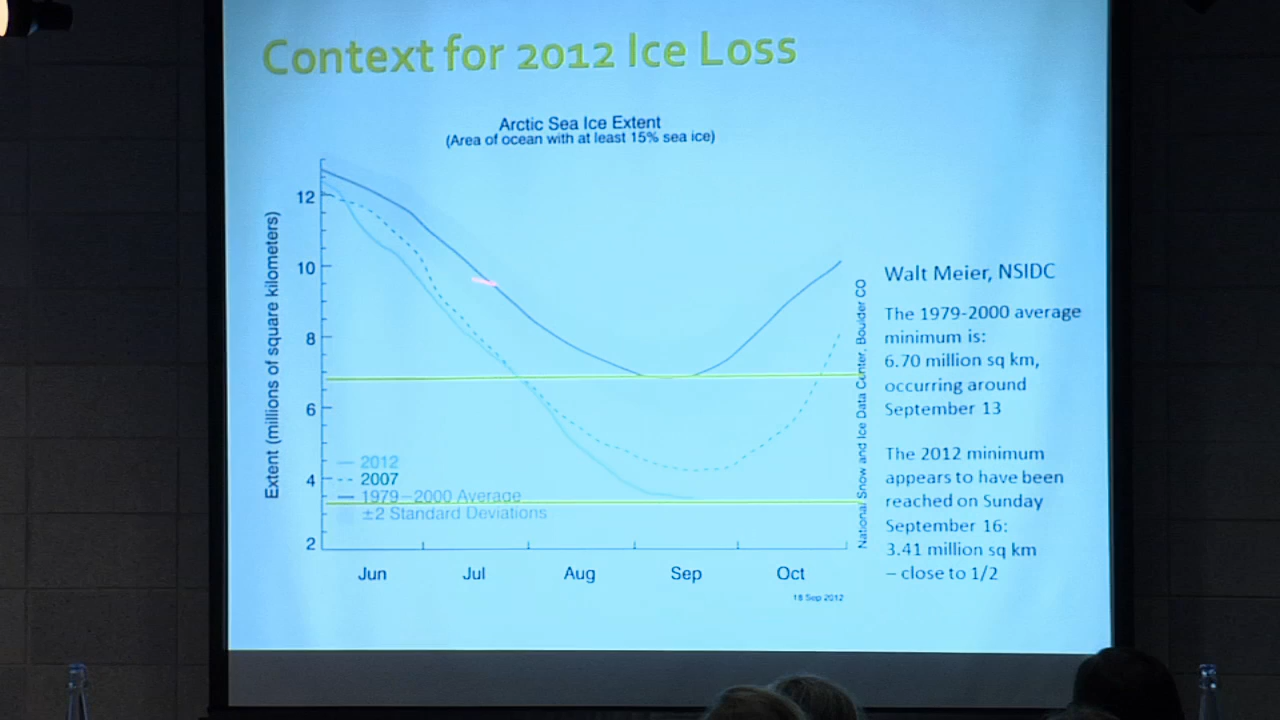 Context for 2012 Ice Loss
Arctic Sea Ice Extent
(Area of ocean with at least 15% sea ice)
Extent (millions of square kilometers)
12
10
8
6
4
2
2012
2007
1979–2000 Average
±2 Standard Deviations
Jun Jul Aug Sep Oct
18 Sep 2012
National Snow and Ice Data Center, Boulder CO
Walt Meier, NSIDC
The 1979-2000 average
minimum is:
6.70 million sq km,
occurring around
September 13
The 2012 minimum
appears to have been
reached on Sunday
September 16:
3.41 million sq km
– close to 1/2